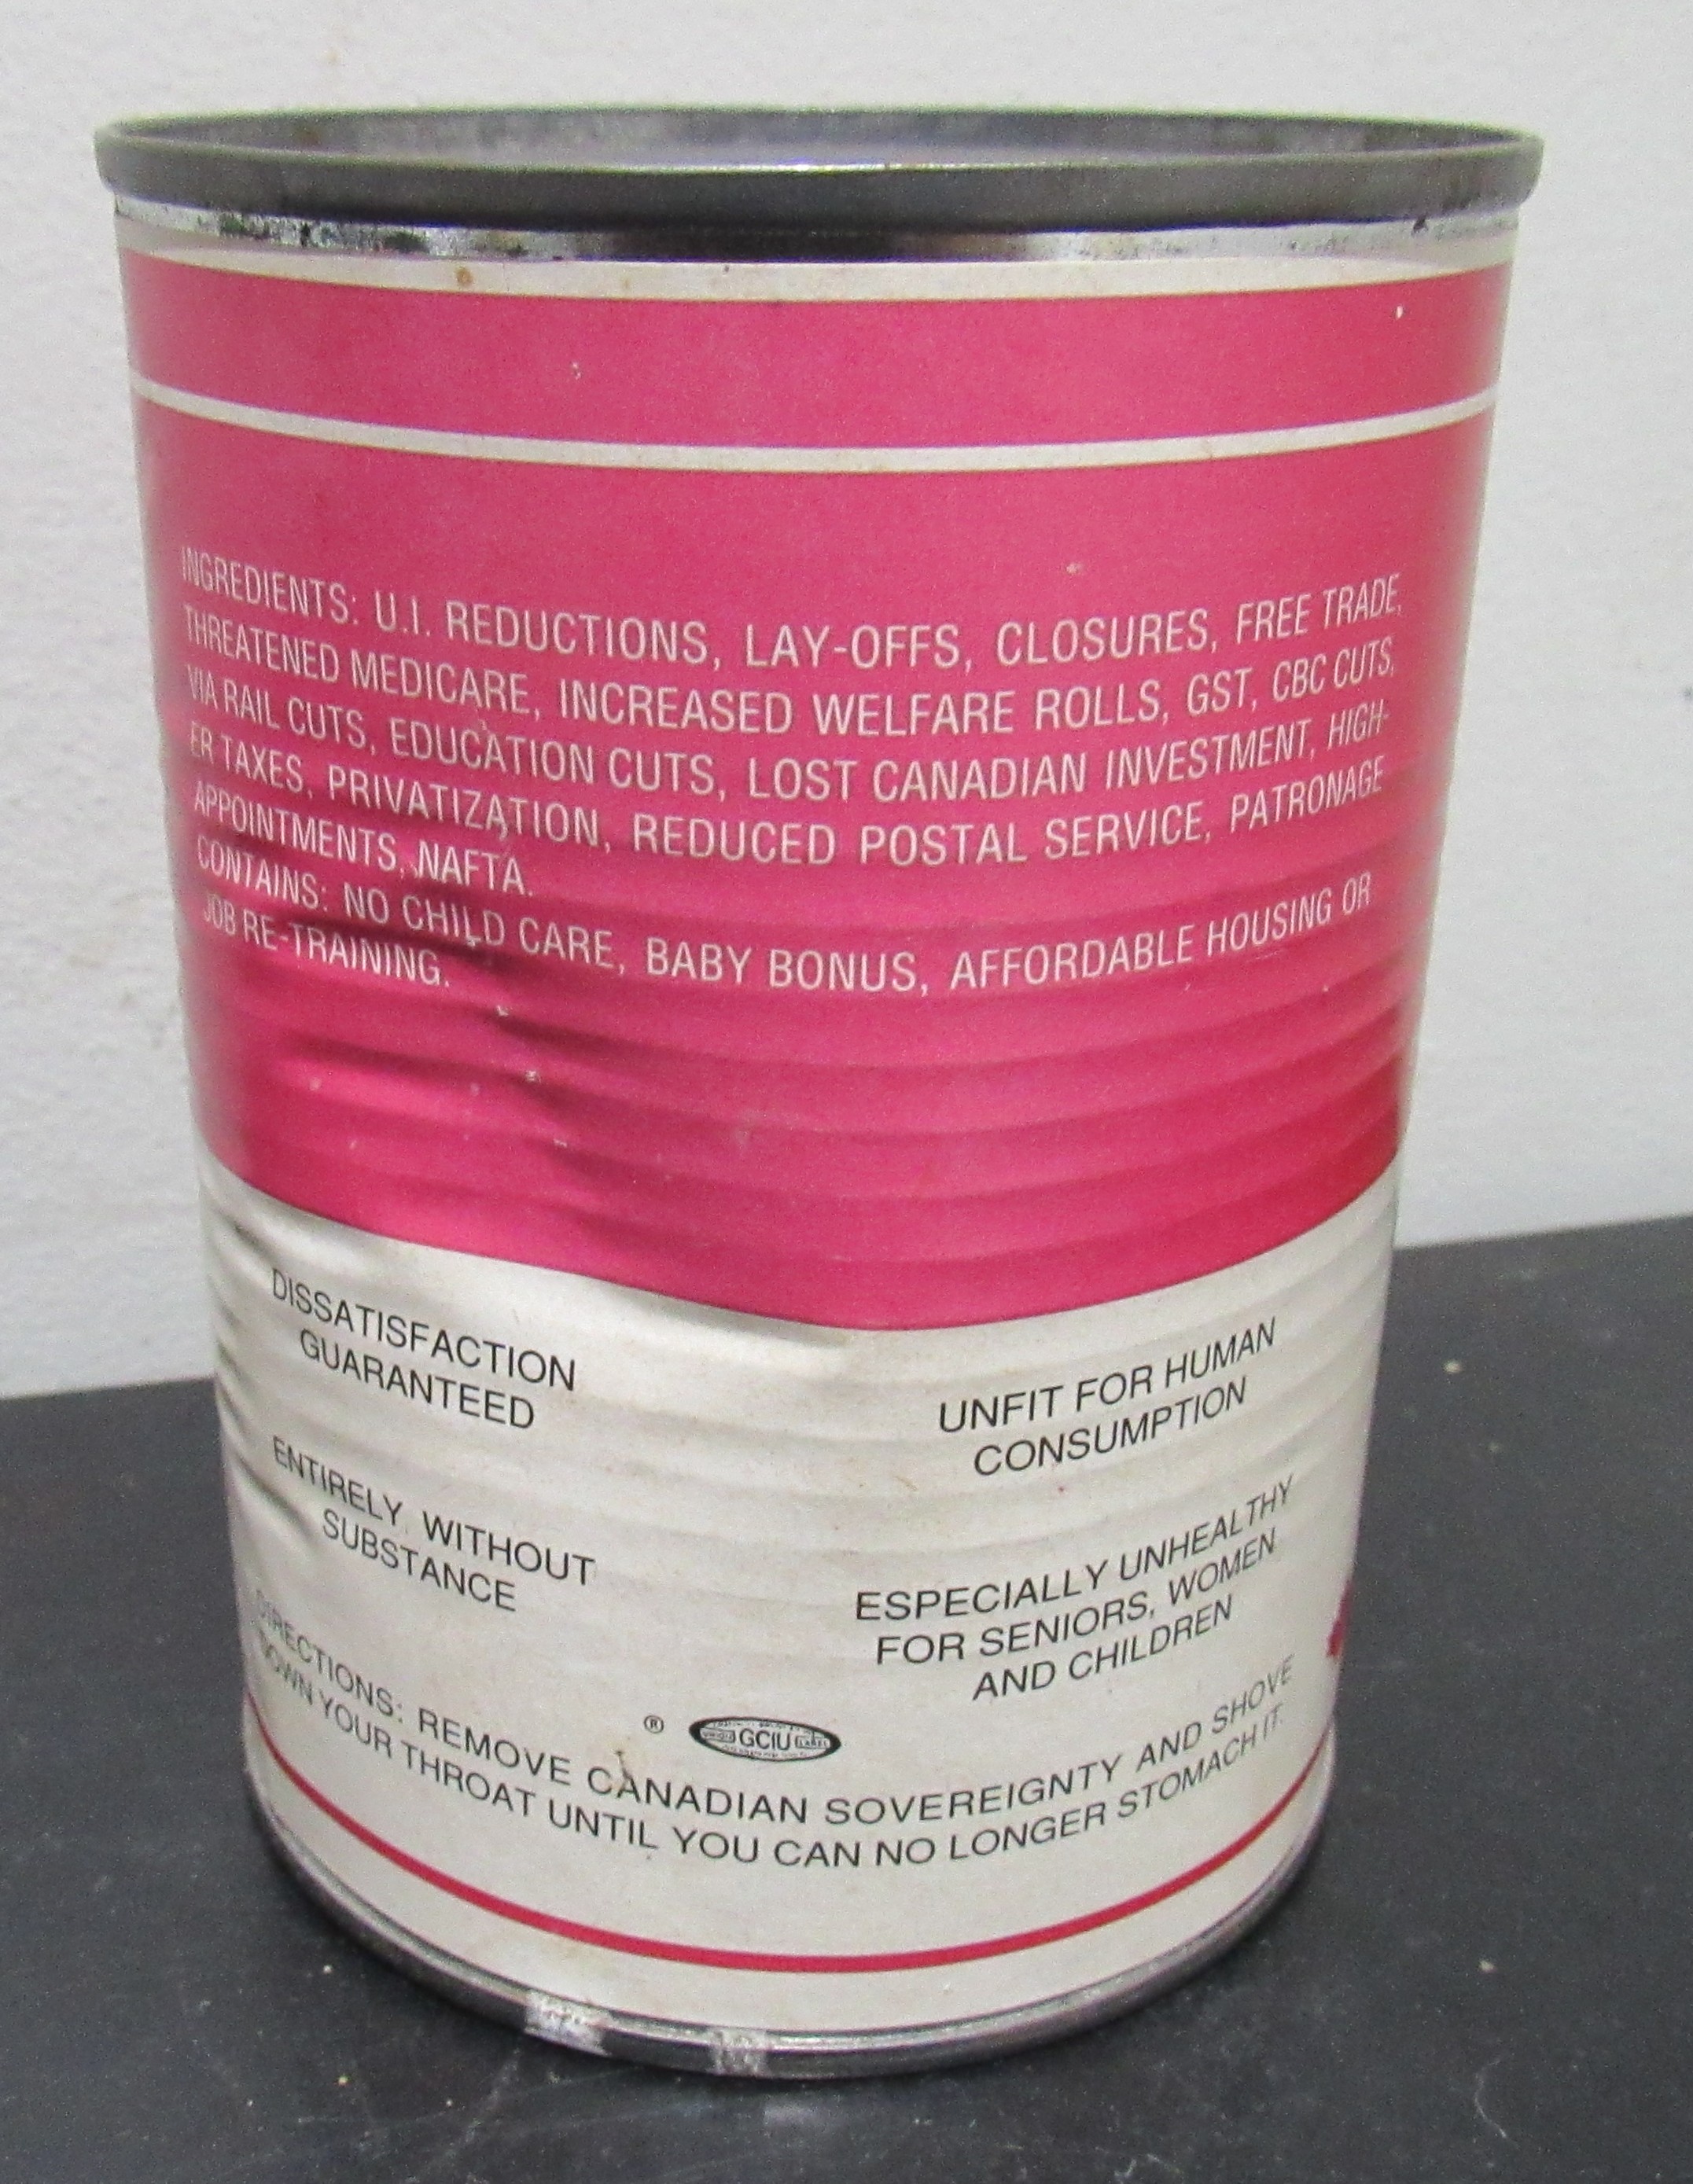 INGREDIENTS: U.I. REDUCTIONS, LAY-OFFS, CLOSURES, FREE TRADE,
THREATENED MEDICARE, INCREASED WELFARE ROLLS, GST, CBC CUTS,
VIA RAIL CUTS, EDUCATION CUTS, LOST CANADIAN INVESTMENT, HIGH-
ER TAXES, PRIVATIZATION, REDUCED POSTAL SERVICE, PATRONAGE
APPOINTMENTS, NAFTA.
CONTAINS: NO CHILD CARE, BABY BONUS, AFFORDABLE HOUSING OR
JOB RE-TRAINING.
DISSATISFACTION
GUARANTEED
ENTIRELY WITHOUT
SUBSTANCE
UNFIT FOR HUMAN
CONSUMPTION
ESPECIALLY UNHEALTHY
FOR SENIORS, WOMEN
AND CHILDREN
® GCIU
DIRECTIONS: REMOVE CANADIAN SOVEREIGNTY AND SHOVE
DOWN YOUR THROAT UNTIL YOU CAN NO LONGER STOMACH IT.